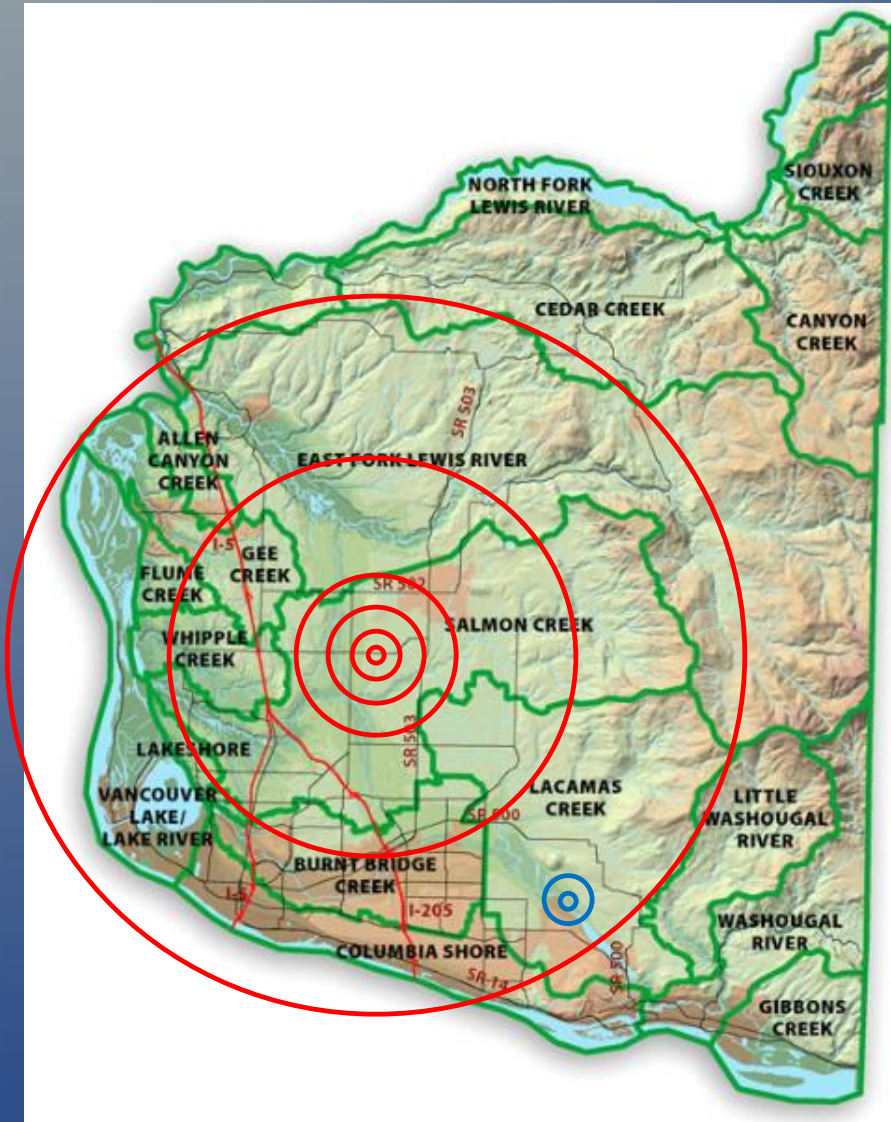 SIOUXON
CREEK
NORTH FORK
LEWIS RIVER
CEDAR CREEK
CANYON
CREEK
SR 503
ALLEN
CANYON
CREEK
EAST FORK LEWIS RIVER
I-5
GEE
CREEK
FLUME
CREEK
SR 502
SALMON CREEK
WHIPPLE
CREEK
SR 503
LAKESHORE
LACAMAS
CREEK
VANCOUVER
LAKE/
LAKE RIVER
LITTLE
WASHOUGAL
RIVER
SR 500
BURNT BRIDGE
CREEK
I-5
I-205
WASHOUGAL
RIVER
COLUMBIA SHORE
SR 500
SR 14
GIBBONS
CREEK